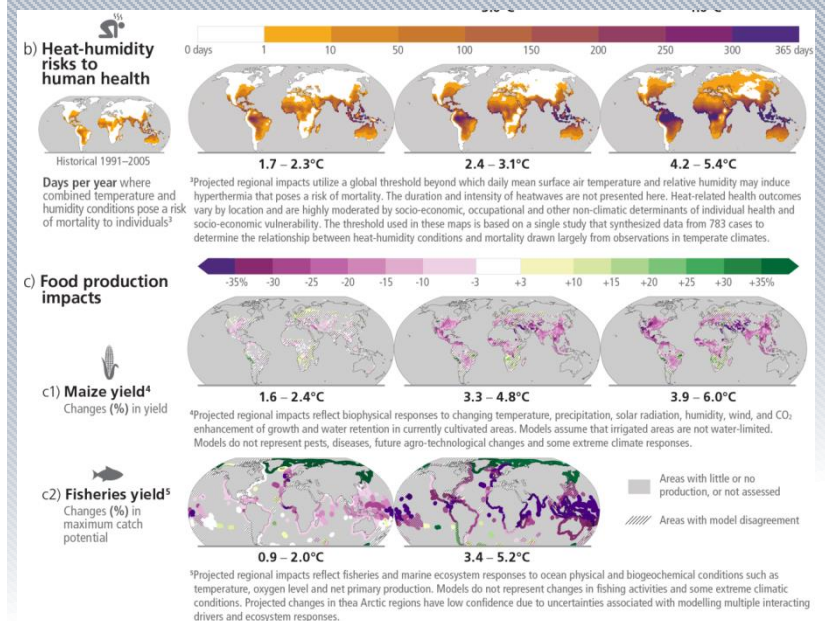 b) Heat-humidity
risks to
human health
0 days
1
10
50
100
150
200
250
300
365 days
Historical 1991–2005
1.7 – 2.3°C
2.4 – 3.1°C
4.2 – 5.4°C
Days per year where
combined temperature and
humidity conditions pose a risk
of mortality to individuals³
³Projected regional impacts utilize a global threshold beyond which daily mean surface air temperature and relative humidity may induce
hyperthermia that poses a risk of mortality. The duration and intensity of heatwaves are not presented here. Heat-related health outcomes
vary by location and are highly moderated by socio-economic, occupational and other non-climatic determinants of individual health and
socio-economic vulnerability. The threshold used in these maps is based on a single study that synthesized data from 783 cases to
determine the relationship between heat-humidity conditions and mortality drawn largely from observations in temperate climates.
c) Food production
impacts
-35%
-30
-25
-20
-15
-10
-3
+3
+10
+15
+20
+25
+30
+35%
c1) Maize yield⁴
Changes (%) in yield
1.6 – 2.4°C
3.3 – 4.8°C
3.9 – 6.0°C
⁴Projected regional impacts reflect biophysical responses to changing temperature, precipitation, solar radiation, humidity, wind, and CO₂
enhancement of growth and water retention in currently cultivated areas. Models assume that irrigated areas are not water-limited.
Models do not represent pests, diseases, future agro-technological changes and some extreme climate responses.
c2) Fisheries yield⁵
Changes (%) in
maximum catch
potential
0.9 – 2.0°C
3.4 – 5.2°C
Areas with little or no
production, or not assessed
Areas with model disagreement
⁵Projected regional impacts reflect fisheries and marine ecosystem responses to ocean physical and biogeochemical conditions such as
temperature, oxygen level and net primary production. Models do not represent changes in fishing activities and some extreme climatic
conditions. Projected changes in thea Arctic regions have low confidence due to uncertainties associated with modelling multiple interacting
drivers and ecosystem responses.